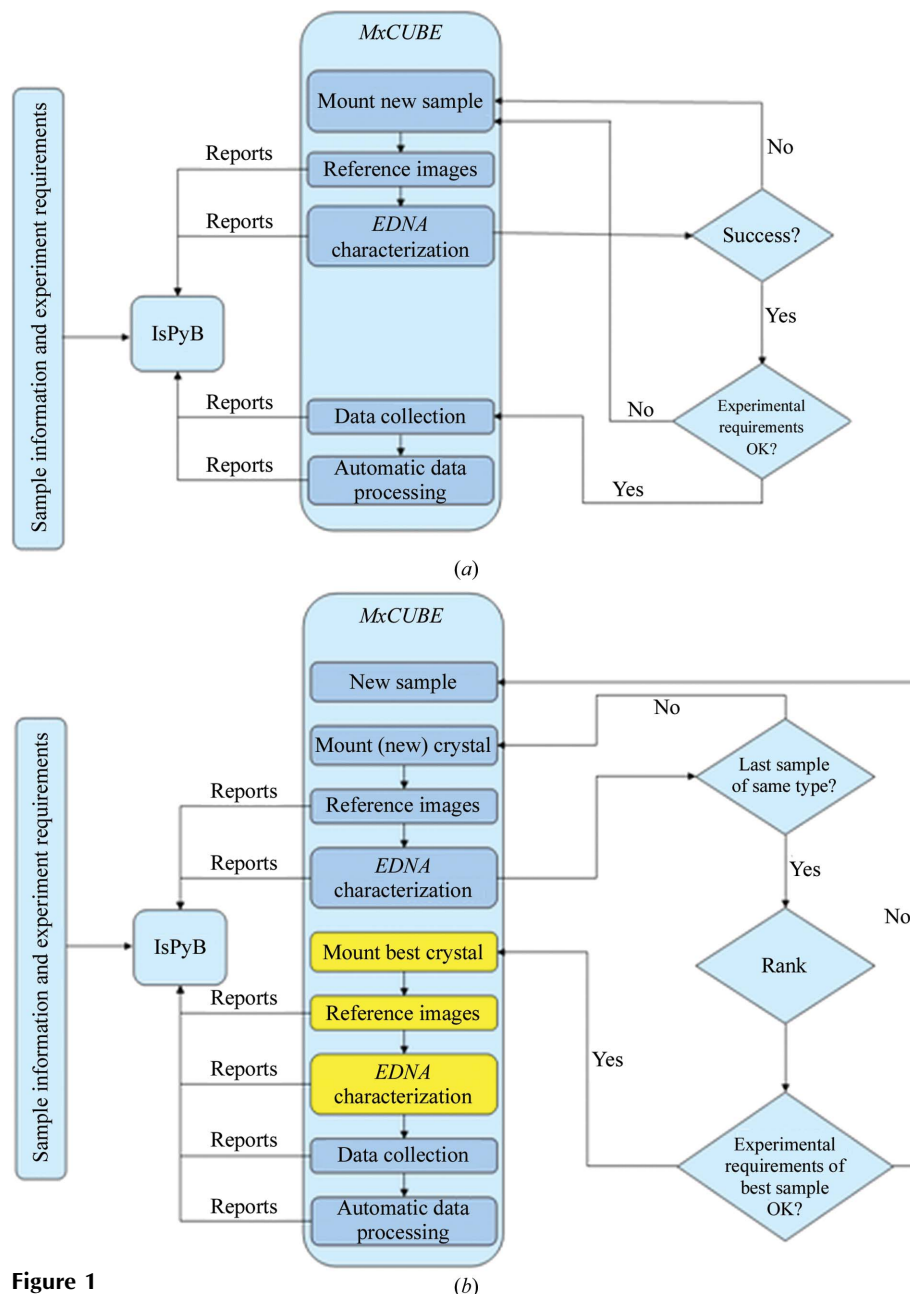 MxCUBE
Sample information and experiment requirements
Mount new sample
No
Reports
Reference images
Reports
EDNA
characterization
Success?
Yes
IsPyB
Reports
Data collection
No
Experimental
requirements
OK?
Reports
Automatic data
processing
Yes
(a)
MxCUBE
Sample information and experiment requirements
New sample
No
Mount (new) crystal
Last sample
of same type?
Reports
Reference images
Reports
EDNA
characterization
Yes
No
IsPyB
Mount best crystal
Rank
Reports
Reference images
Yes
Reports
EDNA
characterization
Reports
Data collection
Experimental
requirements of
best sample
OK?
Reports
Automatic data
processing
Figure 1
(b)